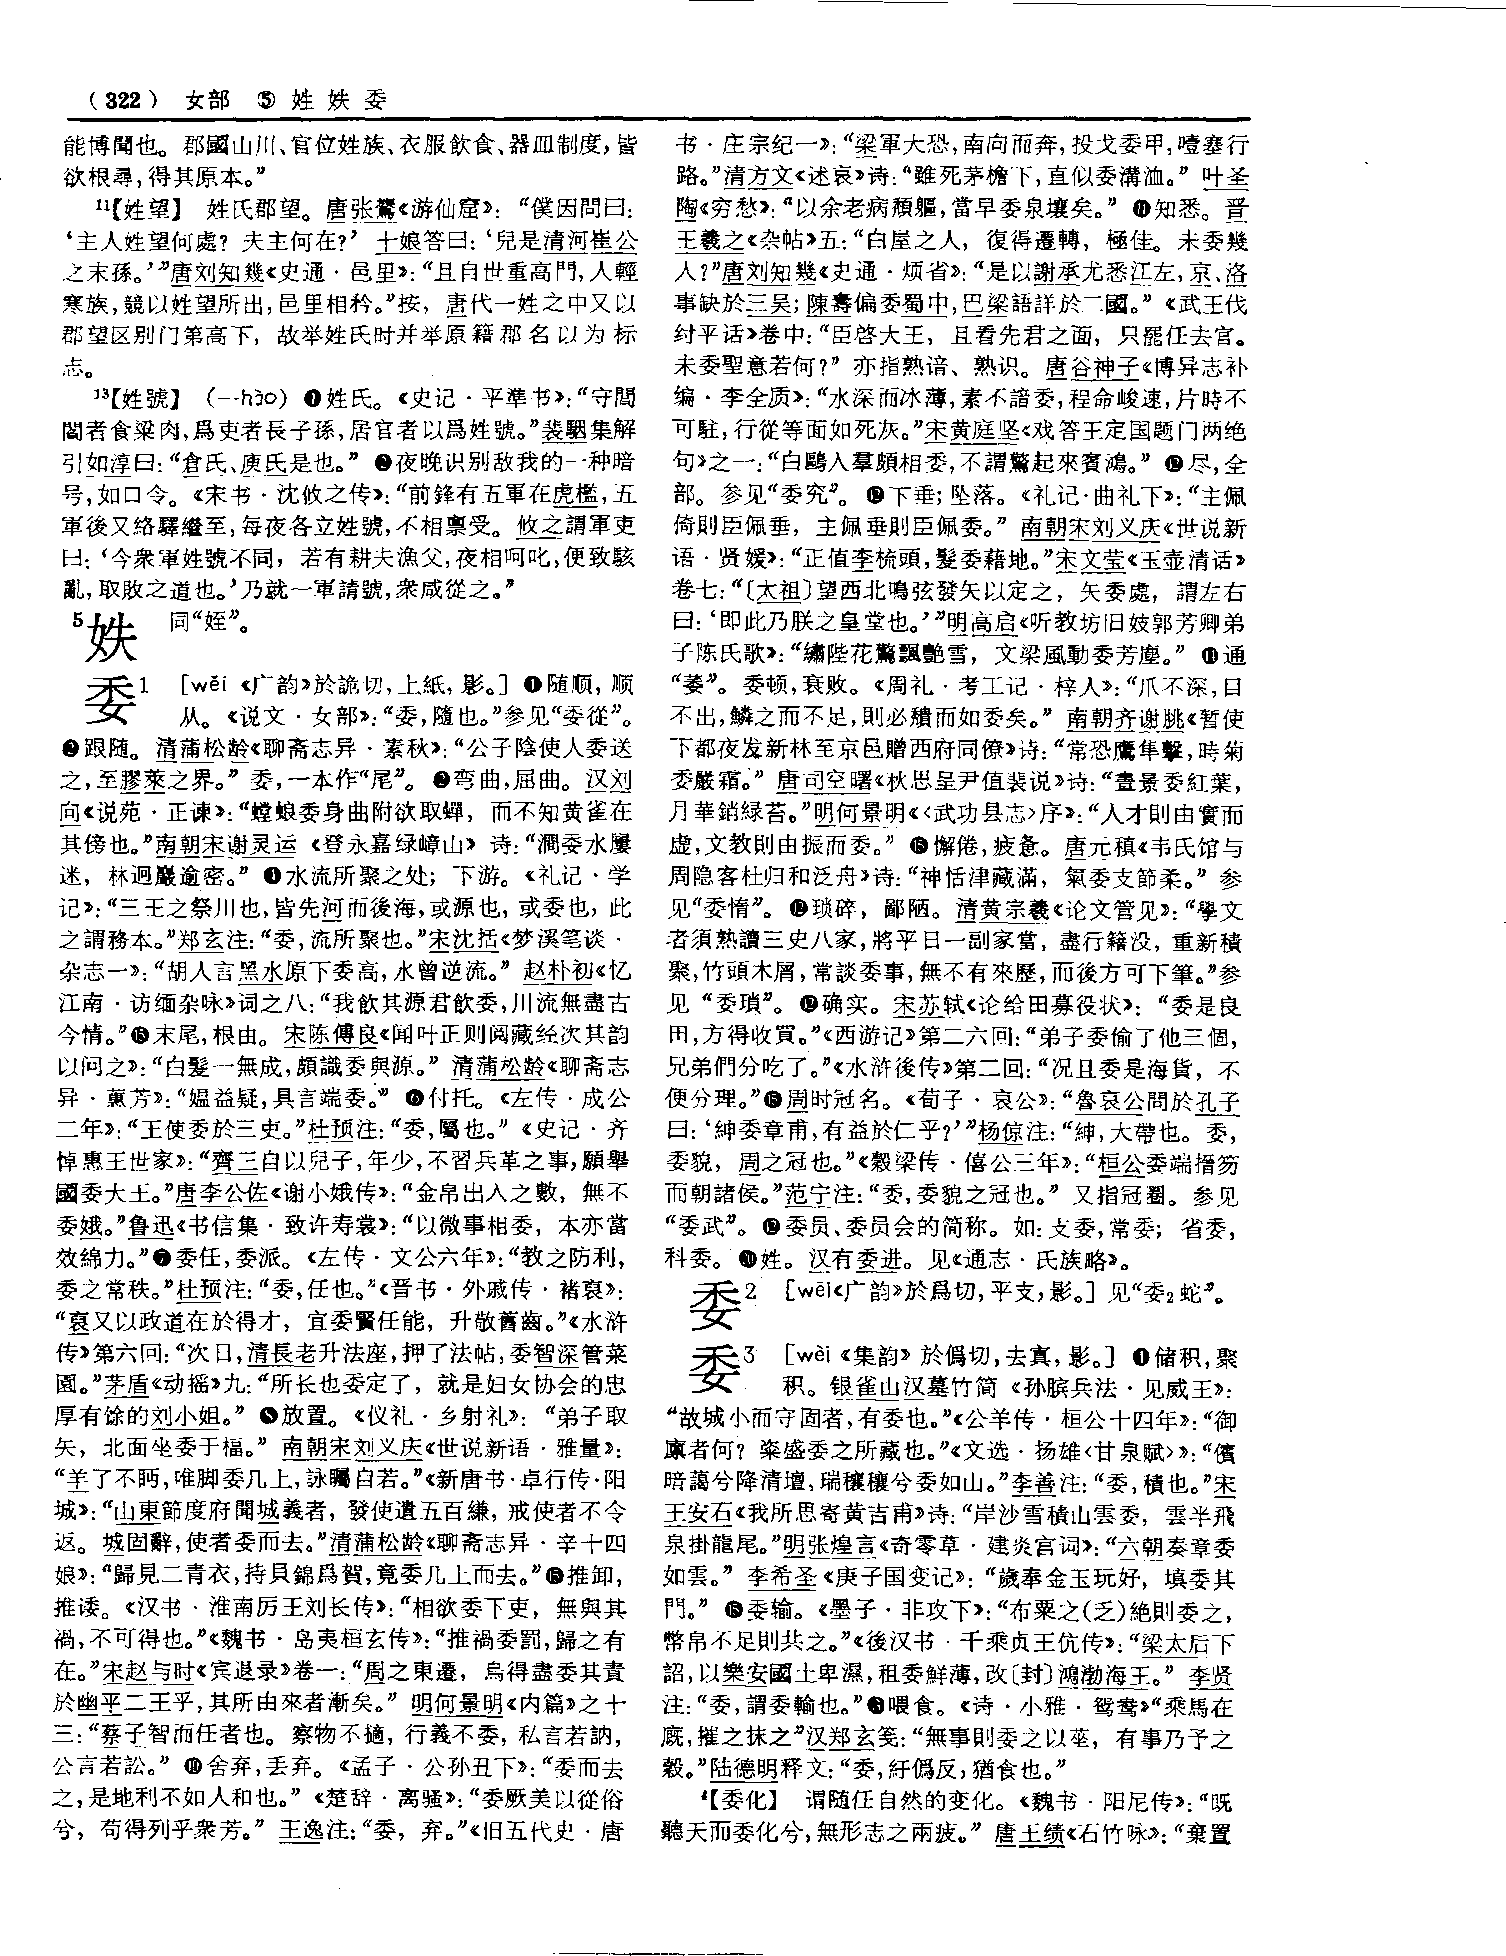 (322) 女部 ⑤ 姓 妷 委
能博聞也。郡國山川、官位姓族、衣服飲食、器皿制度，皆
欲根尋，得其原本。”
11【姓望】 姓氏郡望。唐张鷟《游仙窟》：“僕因問曰：
‘主人姓望何處？夫主何在？’十娘答曰：‘兒是清河崔公
之末孫。’”唐刘知幾《史通·邑里》：“且自世重高門，人輕
寒族，競以姓望所出，邑里相矜。”按，唐代一姓之中又以
郡望区别门第高下，故举姓氏时并举原籍郡名以为标
志。
13【姓號】 （—hào）❶姓氏。《史记·平準书》：“守閭
閻者食粱肉，爲吏者長子孫，居官者以爲姓號。”裴駰集解
引如淳曰：“倉氏、庾氏是也。”❷夜晚识别敌我的一种暗
号，如口令。《宋书·沈攸之传》：“前鋒有五軍在虎檻，五
軍後又絡驛繼至，每夜各立姓號，不相禀受。攸之謂軍吏
曰：‘今衆軍姓號不同，若有耕夫漁父，夜相呵叱，便致駭
亂，取敗之道也。’乃就一軍請號，衆咸從之。”
5妷 同“姪”。
委1 [wěi《广韵》於詭切，上紙，影。]❶随顺，顺
从。《说文·女部》：“委，隨也。”参见“委從”。
❷跟随。清蒲松龄《聊斋志异·素秋》：“公子陰使人委送
之，至膠萊之界。”委，一本作“尾”。❸弯曲，屈曲。汉刘
向《说苑·正谏》：“螳蜋委身曲附欲取蟬，而不知黄雀在
其傍也。”南朝宋谢灵运《登永嘉绿嶂山》诗：“澗委水屢
迷，林迥巖逾密。”❹水流所聚之处；下游。《礼记·学
记》：“三王之祭川也，皆先河而後海，或源也，或委也，此
之謂務本。”郑玄注：“委，流所聚也。”宋沈括《梦溪笔谈·
杂志一》：“胡人言黑水原下委高，水曾逆流。”赵朴初《忆
江南·访缅杂咏》词之八：“我飲其源君飲委，川流無盡古
今情。”❺末尾，根由。宋陈傅良《闻叶正则阅藏经次其韵
以问之》：“白髮一無成，頗識委與源。”清蒲松龄《聊斋志
异·蕙芳》：“媪益疑，具言端委。”❻付托。《左传·成公
二年》：“王使委於三吏。”杜预注：“委，屬也。”《史记·齐
悼惠王世家》：“齊王自以兒子，年少，不習兵革之事，願舉
國委大王。”唐李公佐《谢小娥传》：“金帛出入之數，無不
委娥。”鲁迅《书信集·致许寿裳》：“以微事相委，本亦當
效綿力。”❼委任，委派。《左传·文公六年》：“教之防利，
委之常秩。”杜预注：“委，任也。”《晋书·外戚传·褚裒》：
“裒又以政道在於得才，宜委賢任能，升敬舊齒。”《水浒
传》第六回：“次日，清長老升法座，押了法帖，委智深管菜
園。”茅盾《动摇》九：“所长也委定了，就是妇女协会的忠
厚有馀的刘小姐。”❽放置。《仪礼·乡射礼》：“弟子取
矢，北面坐委于楅。”南朝宋刘义庆《世说新语·雅量》：
“羊了不眄，唯脚委几上，詠矚自若。”《新唐书·卓行传·阳
城》：“山東節度府聞城義者，發使遺五百縑，戒使者不令
返。城固辭，使者委而去。”清蒲松龄《聊斋志异·辛十四
娘》：“歸見二青衣，持貝錦爲賀，竟委几上而去。”❾推卸，
推诿。《汉书·淮南厉王刘长传》：“相欲委下吏，無與其
禍，不可得也。”《魏书·岛夷桓玄传》：“推禍委罰，歸之有
在。”宋赵与时《宾退录》卷一：“周之東遷，烏得盡委其責
於幽平二王乎，其所由來者漸矣。”明何景明《内篇》之十
三：“蔡子智而任者也。察物不適，行義不委，私言若訥，
公言若訟。”❿舍弃，丢弃。《孟子·公孙丑下》：“委而去
之，是地利不如人和也。”《楚辞·离骚》：“委厥美以從俗
兮，苟得列乎衆芳。”王逸注：“委，弃。”《旧五代史·唐
书·庄宗纪一》：“梁軍大恐，南向而奔，投戈委甲，噎塞行
路。”清方文《述哀》诗：“雖死茅檐下，直似委溝洫。”叶圣
陶《穷愁》：“以余老病頹軀，當早委泉壤矣。”⓫知悉。晋
王羲之《杂帖》五：“白屋之人，復得遷轉，極佳。未委幾
人？”唐刘知幾《史通·烦省》：“是以謝承尤悉江左，京、洛
事缺於三吴；陳壽偏委蜀中，巴梁語詳於二國。”《武王伐
纣平话》卷中：“臣啓大王，且看先君之面，只罷任去官。
未委聖意若何？”亦指熟谙、熟识。唐谷神子《博异志补
编·李全质》：“水深而冰薄，素不諳委，程命峻速，片時不
可駐，行從等面如死灰。”宋黄庭坚《戏答王定国题门两绝
句》之一：“白鷗入羣頗相委，不謂驚起來賓鴻。”⓬尽，全
部。参见“委究”。⓭下垂；坠落。《礼记·曲礼下》：“主佩
倚則臣佩垂，主佩垂則臣佩委。”南朝宋刘义庆《世说新
语·贤媛》：“正值李梳頭，髮委藉地。”宋文莹《玉壶清话》
卷七：“〔太祖〕望西北鳴弦發矢以定之，矢委處，謂左右
曰：‘即此乃朕之皇堂也。’”明高启《听教坊旧妓郭芳卿弟
子陈氏歌》：“繡陛花驚飄艷雪，文梁風動委芳塵。”⓮通
“萎”。委顿，衰败。《周礼·考工记·梓人》：“爪不深，目
不出，鱗之而不足，則必穨而如委矣。”南朝齐谢朓《暂使
下都夜发新林至京邑赠西府同僚》诗：“常恐鷹隼擊，時菊
委嚴霜。”唐司空曙《秋思呈尹值裴说》诗：“晝景委紅葉，
月華銷緑苔。”明何景明《〈武功县志〉序》：“人才則由實而
虚，文教則由振而委。”⓯懈倦，疲惫。唐元稹《韦氏馆与
周隐客杜归和泛舟》诗：“神恬津藏滿，氣委支節柔。”参
见“委惰”。⓰琐碎，鄙陋。清黄宗羲《论文管见》：“學文
者須熟讀三史八家，將平日一副家當，盡行籍没，重新積
聚，竹頭木屑，常談委事，無不有來歷，而後方可下筆。”参
见“委瑣”。⓱确实。宋苏轼《论给田募役状》：“委是良
田，方得收買。”《西游记》第二六回：“弟子委偷了他三個，
兄弟們分吃了。”《水浒後传》第二回：“况且委是海貨，不
便分理。”⓲周时冠名。《荀子·哀公》：“魯哀公問於孔子
曰：‘紳委章甫，有益於仁乎？’”杨倞注：“紳，大帶也。委，
委貌，周之冠也。”《穀梁传·僖公三年》：“桓公委端搢笏
而朝諸侯。”范宁注：“委，委貌之冠也。”又指冠圈。参见
“委武”。⓳委员、委员会的简称。如：支委，常委；省委，
科委。⓴姓。汉有委进。见《通志·氏族略》。
委2 [wēi《广韵》於爲切，平支，影。]见“委2蛇”。
委3 [wèi《集韵》於僞切，去寘，影。]❶储积，聚
积。银雀山汉墓竹简《孙膑兵法·见威王》：
“故城小而守固者，有委也。”《公羊传·桓公十四年》：“御
廪者何？粢盛委之所藏也。”《文选·扬雄〈甘泉赋〉》：“儐
暗藹兮降清壇，瑞穰穰兮委如山。”李善注：“委，積也。”宋
王安石《我所思寄黄吉甫》诗：“岸沙雪積山雲委，雲半飛
泉掛龍尾。”明张煌言《奇零草·建炎宫词》：“六朝奏章委
如雲。”李希圣《庚子国变记》：“歲奉金玉玩好，填委其
門。”❷委输。《墨子·非攻下》：“布粟之(乏)絶則委之，
幣帛不足則共之。”《後汉书·千乘贞王伉传》：“梁太后下
詔，以樂安國土卑濕，租委鮮薄，改〔封〕鴻渤海王。”李贤
注：“委，謂委輸也。”❸喂食。《诗·小雅·鸳鸯》“乘馬在
廐，摧之抹之”汉郑玄笺：“無事則委之以莝，有事乃予之
穀。”陆德明释文：“委，紆僞反，猶食也。”
4【委化】 谓随任自然的变化。《魏书·阳尼传》：“既
聽天而委化兮，無形志之兩疲。”唐王绩《石竹咏》：“棄置